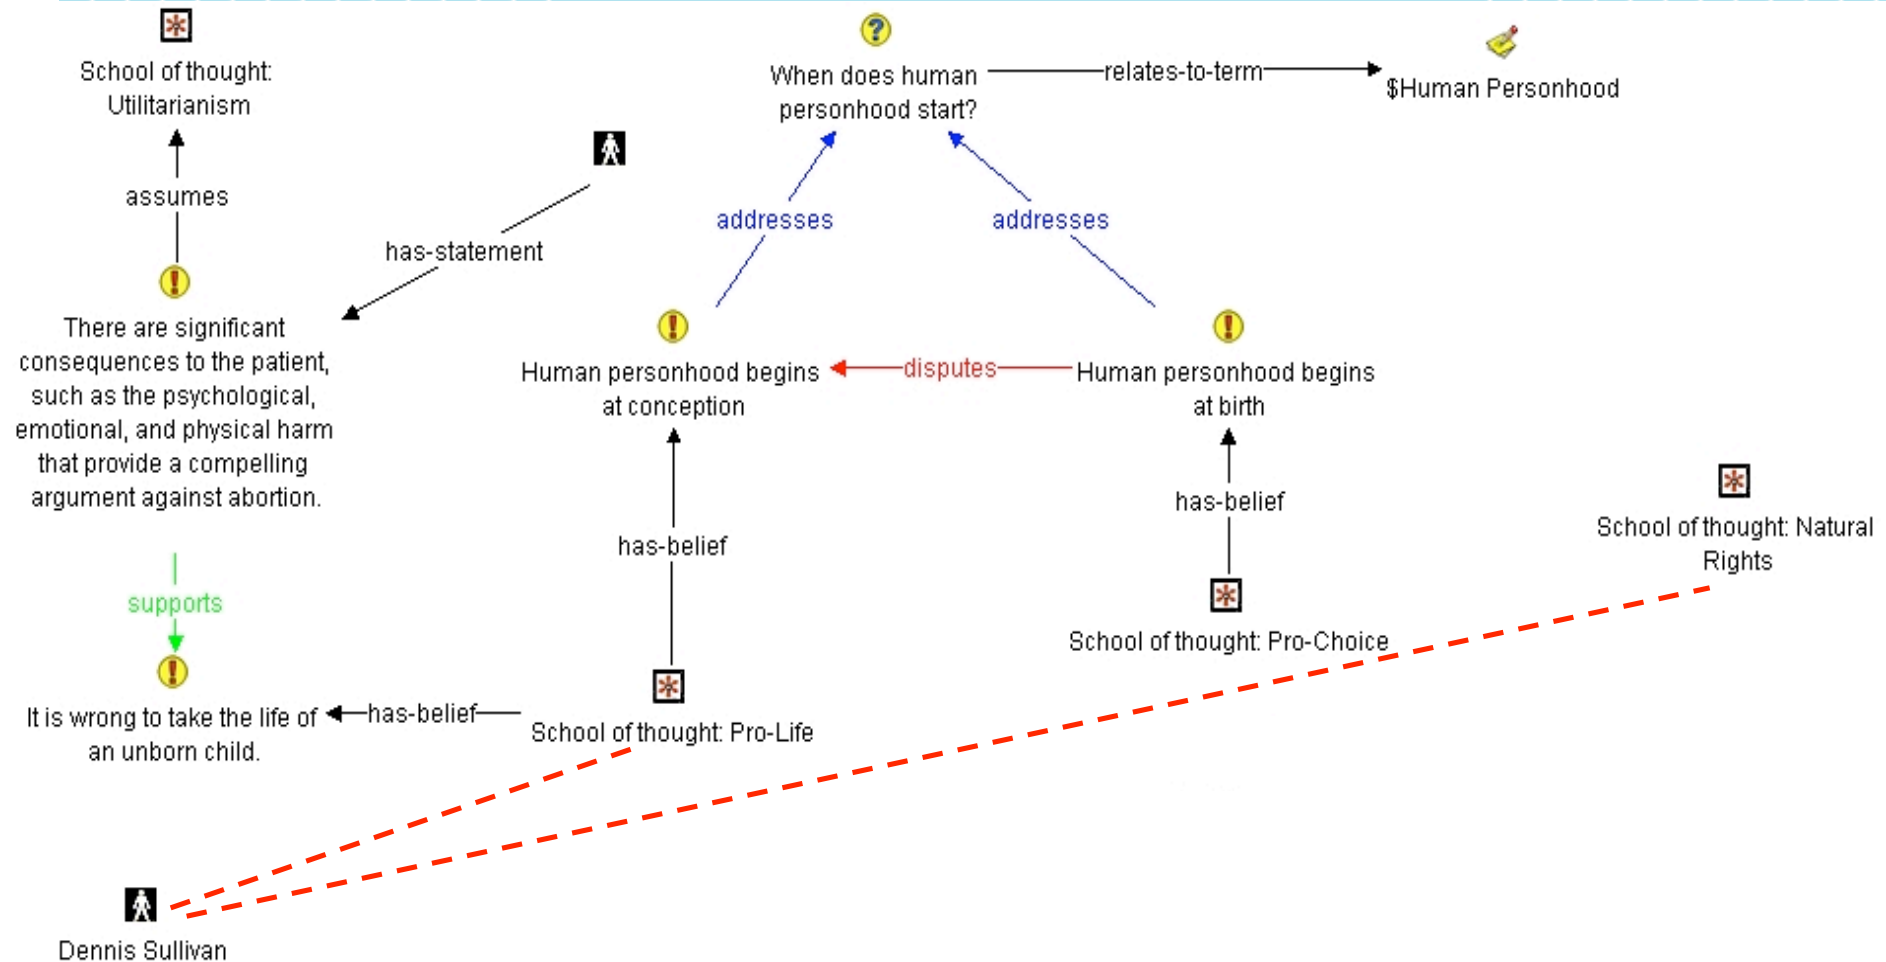 School of thought:
Utilitarianism
When does human
personhood start?
relates-to-term
$Human Personhood
assumes
has-statement
addresses
addresses
There are significant
consequences to the patient,
such as the psychological,
emotional, and physical harm
that provide a compelling
argument against abortion.
Human personhood begins
at conception
disputes
Human personhood begins
at birth
has-belief
has-belief
School of thought: Natural
Rights
supports
School of thought: Pro-Choice
It is wrong to take the life of
an unborn child.
has-belief
School of thought: Pro-Life
Dennis Sullivan